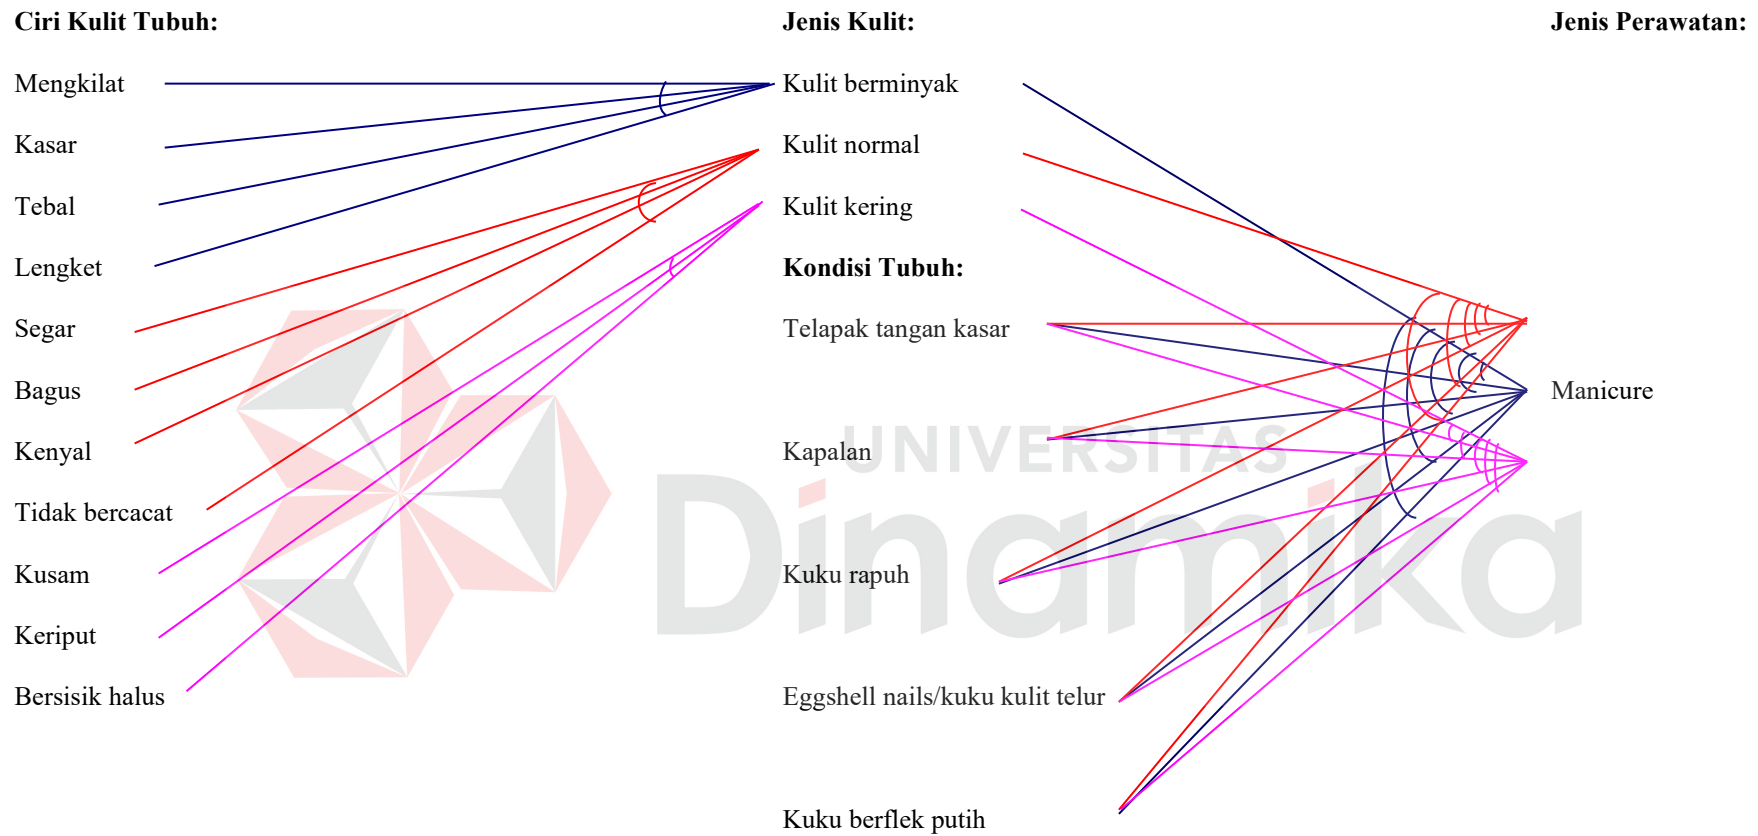 Ciri Kulit Tubuh: Jenis Kulit: Jenis Perawatan:
Mengkilat Kulit berminyak
Kasar Kulit normal
Tebal Kulit kering
Lengket Kondisi Tubuh:
Segar Telapak tangan kasar
Bagus Manicure
Kenyal Kapalan
Tidak bercacat
Kusam Kuku rapuh
Keriput
Bersisik halus Eggshell nails/kuku kulit telur
Kuku berflek putih
UNIVERSITAS
Dinamika